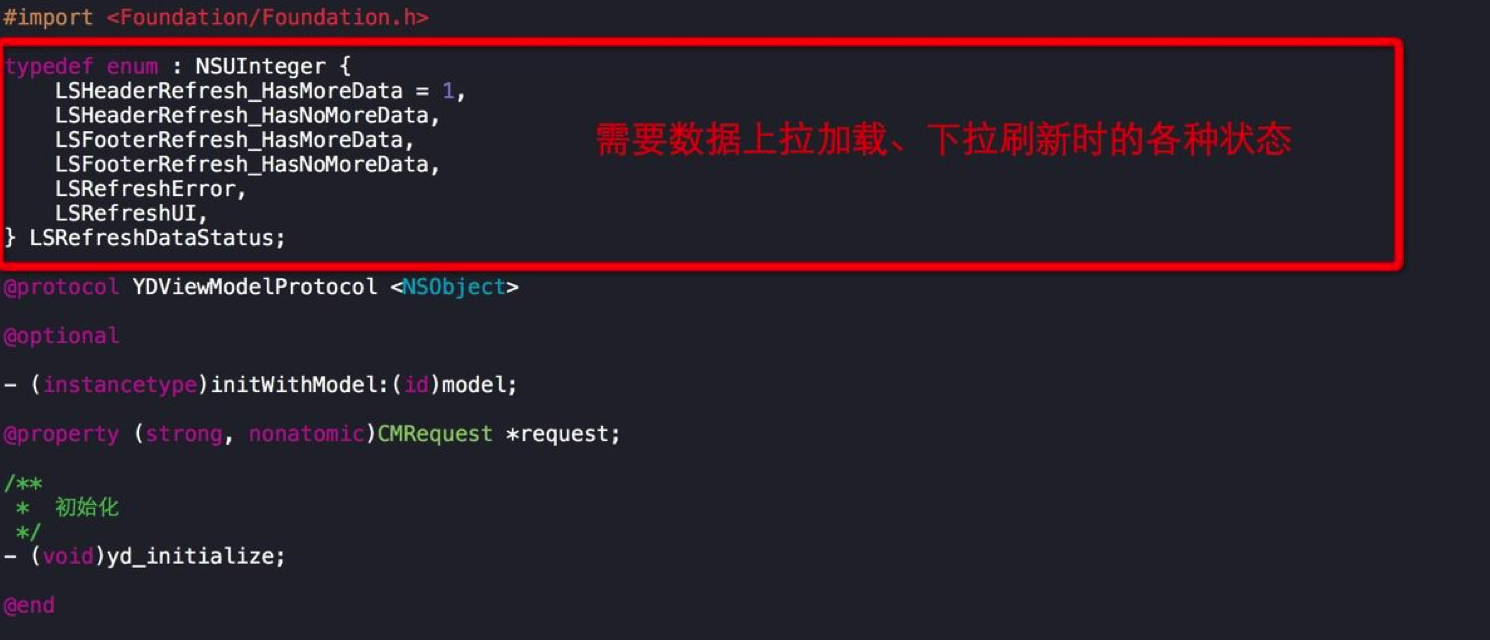 #import <Foundation/Foundation.h>
typedef enum : NSUInteger {
    LSHeaderRefresh_HasMoreData = 1,
    LSHeaderRefresh_HasNoMoreData,
    LSFooterRefresh_HasMoreData,
    LSFooterRefresh_HasNoMoreData,
    LSRefreshError,
    LSRefreshUI,
} LSRefreshDataStatus;
需要数据上拉加载、下拉刷新时的各种状态
@protocol YDViewModelProtocol <NSObject>
@optional
- (instancetype)initWithModel:(id)model;
@property (strong, nonatomic)CMRequest *request;
/**
 *  初始化
 */
- (void)yd_initialize;
@end